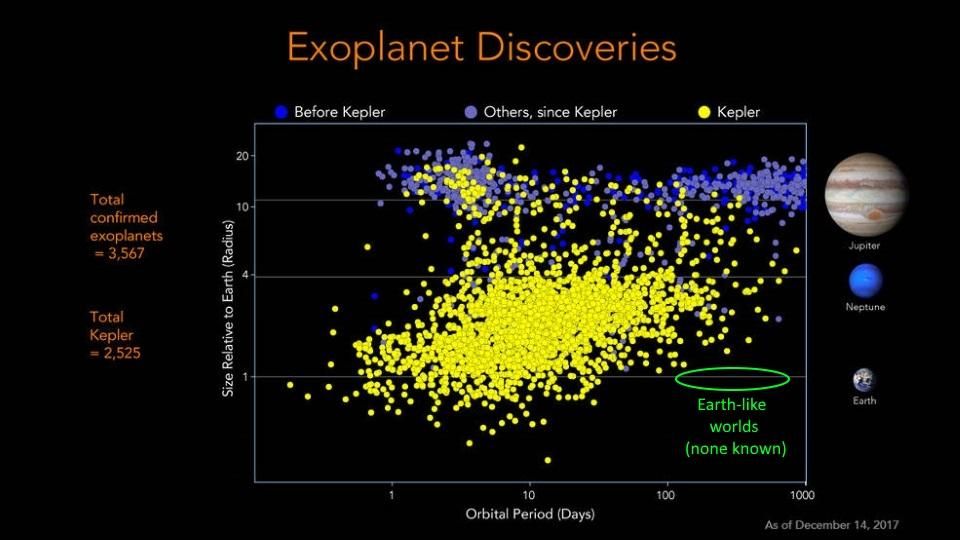 Exoplanet Discoveries
Before Kepler
Others, since Kepler
Kepler
Total
confirmed
exoplanets
= 3,567
Total
Kepler
= 2,525
Size Relative to Earth (Radius)
20
10
4
1
Earth-like
worlds
(none known)
Jupiter
Neptune
Earth
1
10
100
1000
Orbital Period (Days)
As of December 14, 2017